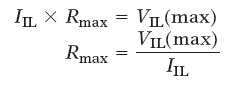 I_IL × R_max = V_IL(max)
R_max = V_IL(max) / I_IL